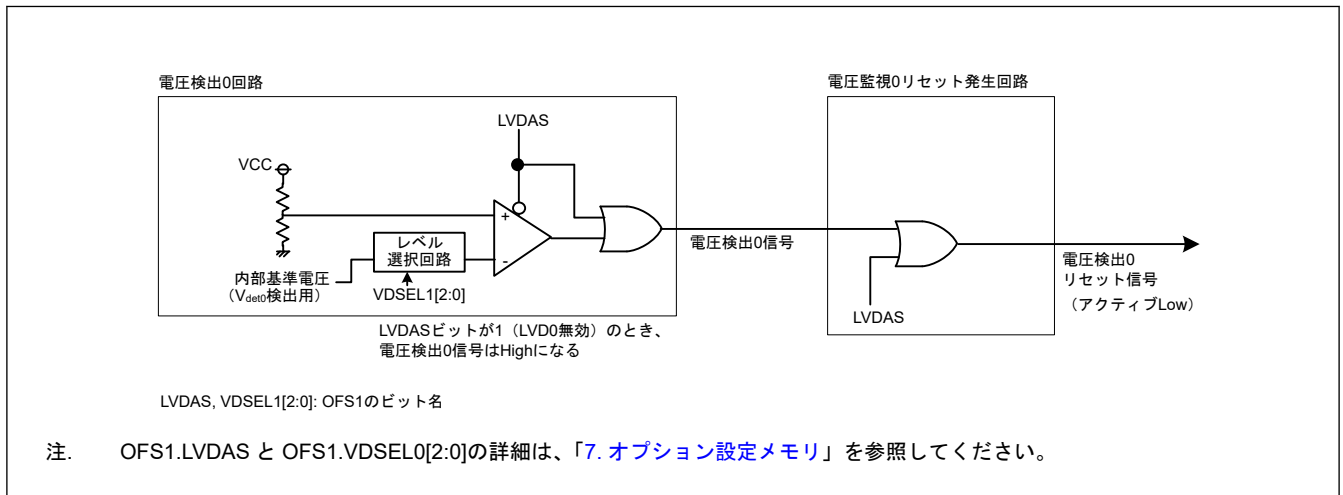 電圧検出0回路
電圧監視0リセット発生回路
LVDAS
VCC
+
レベル
選択回路
-
内部基準電圧
（Vdet0検出用）
VDSEL1[2:0]
電圧検出0信号
LVDAS
電圧検出0
リセット信号
（アクティブLow）
LVDASビットが1（LVD0無効）のとき、
電圧検出0信号はHighになる
LVDAS, VDSEL1[2:0]: OFS1のビット名
注. OFS1.LVDAS と OFS1.VDSEL0[2:0]の詳細は、「7. オプション設定メモリ」を参照してください。